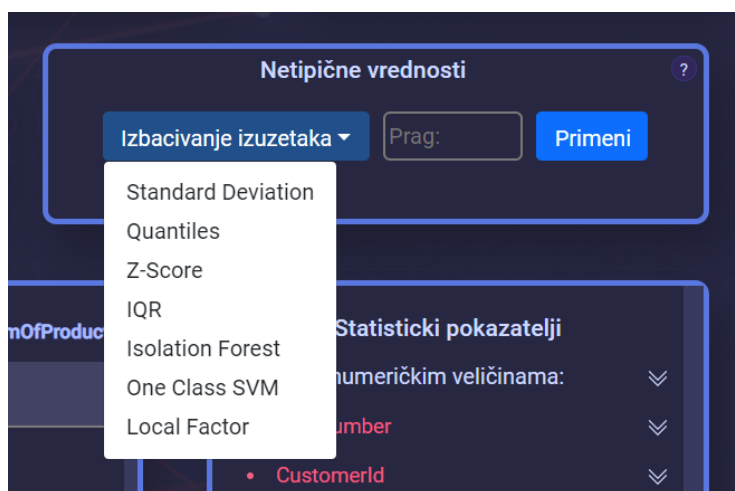 Netipične vrednosti
?
Izbacivanje izuzetaka
Prag:
Primeni
Standard Deviation
Quantiles
Z-Score
IQR
Isolation Forest
One Class SVM
Local Factor
mOfProduc
Statisticki pokazatelji
numeričkim veličinama:
umber
CustomerId